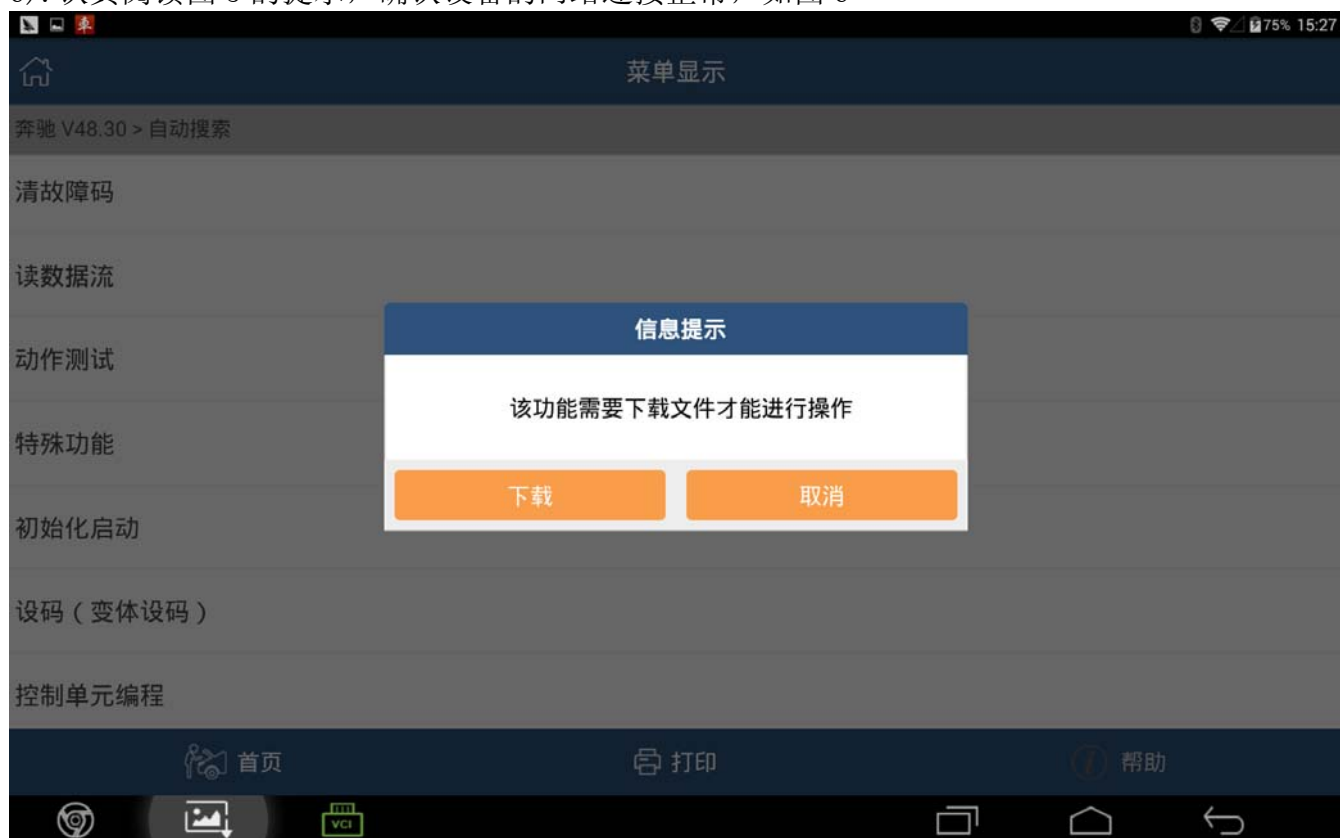 75% 15:27
菜单显示
奔驰 V48.30 > 自动搜索
清故障码
读数据流
动作测试
特殊功能
初始化启动
设码（变体设码）
控制单元编程
信息提示
该功能需要下载文件才能进行操作
下载 取消
首页 打印 帮助
VCI